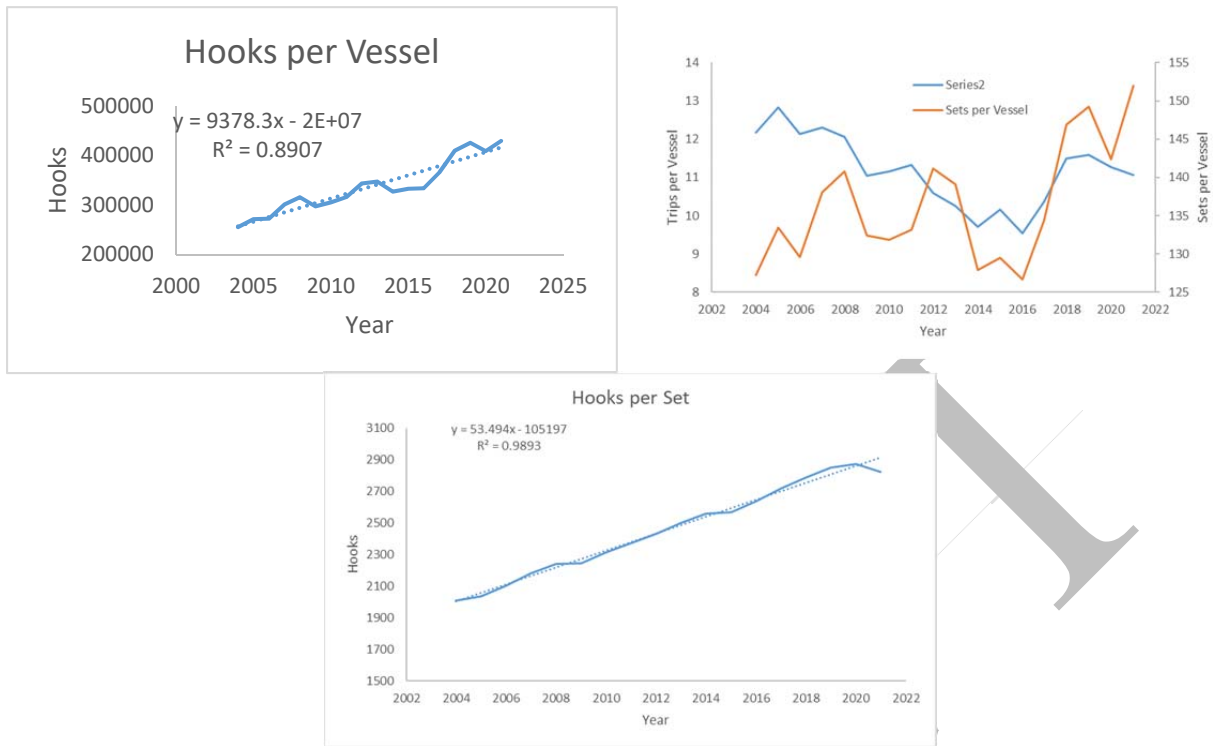 Hooks per Vessel
500000
400000
300000
200000
y = 9378.3x - 2E+07
R² = 0.8907
Hooks
2000 2005 2010 2015 2020 2025
Year
14
13
12
11
10
9
8
Trips per Vessel
Series2
Sets per Vessel
155
150
145
140
135
130
125
Sets per Vessel
2002 2004 2006 2008 2010 2012 2014 2016 2018 2020 2022
Year
Hooks per Set
3100
2900
2700
2500
2300
2100
1900
1700
1500
y = 53.494x - 105197
R² = 0.9893
Hooks
2002 2004 2006 2008 2010 2012 2014 2016 2018 2020 2022
Year